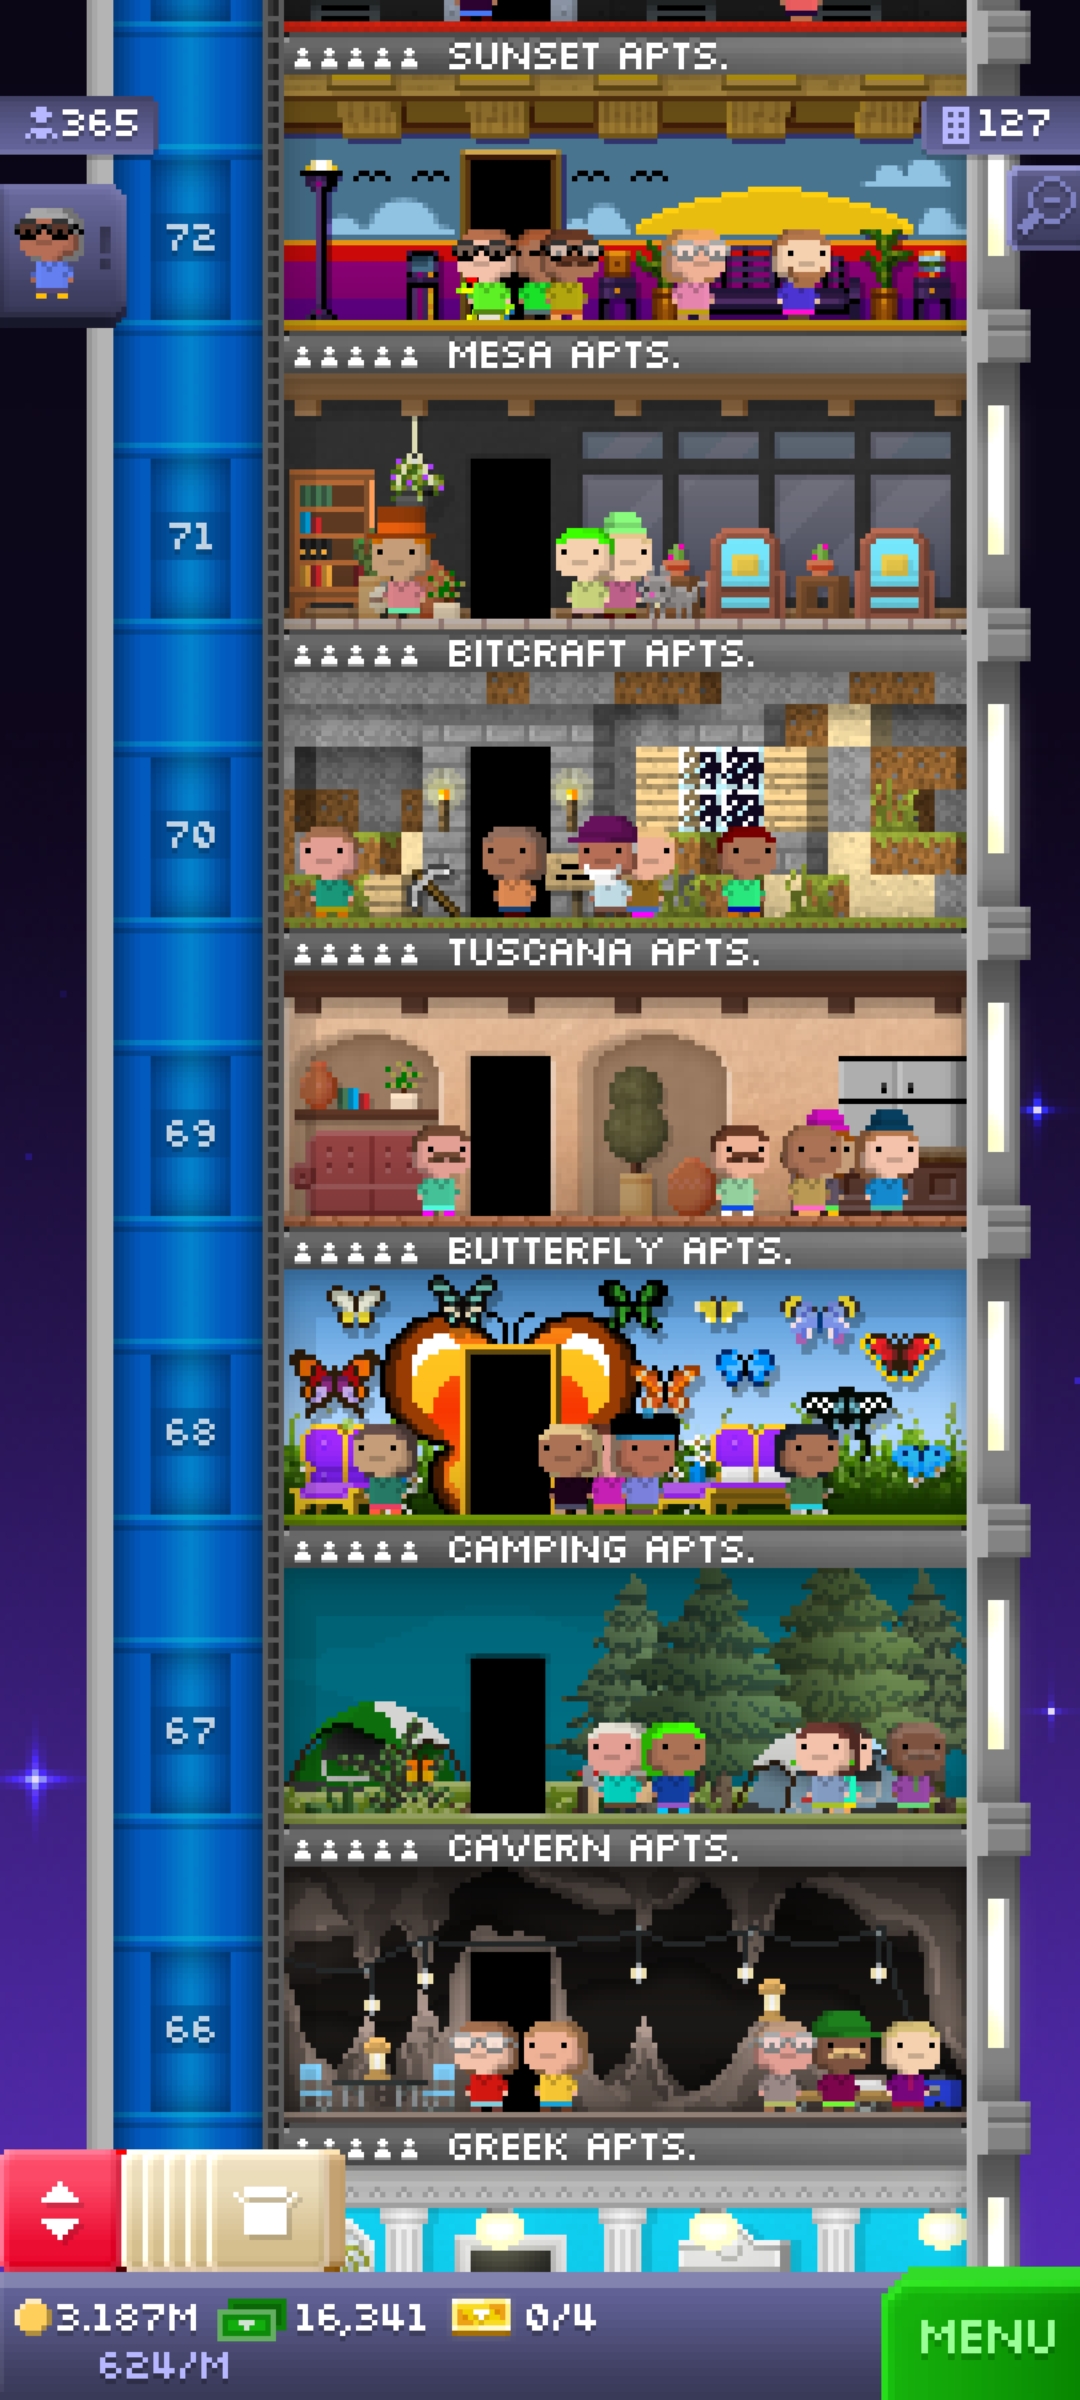 SUNSET APTS.
365
127
72
MESA APTS.
71
BITCRAFT APTS.
70
TUSCANA APTS.
69
BUTTERFLY APTS.
68
CAMPING APTS.
67
CAVERN APTS.
66
GREEK APTS.
3.187M 16,341 0/4
624/M
MENU